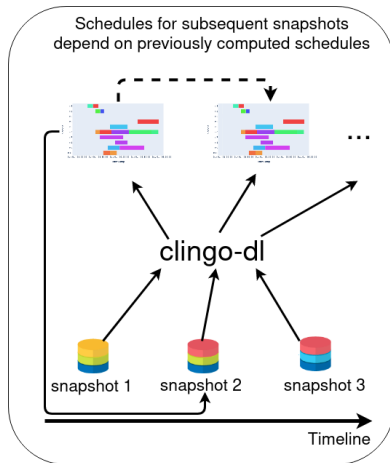 Schedules for subsequent snapshots
depend on previously computed schedules
...
clingo-dl
snapshot 1
snapshot 2
snapshot 3
Timeline